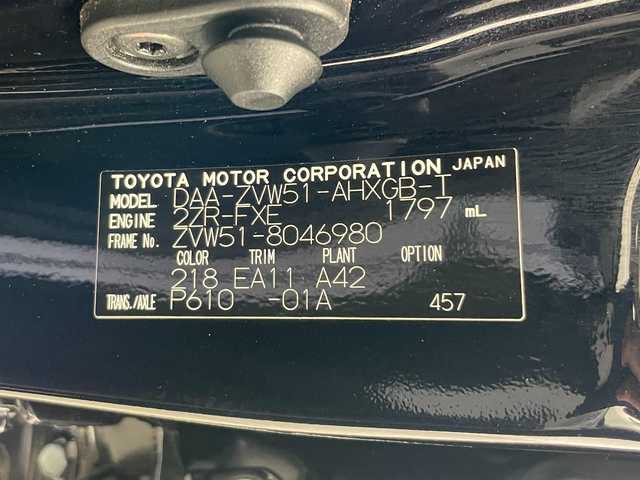 TOYOTA MOTOR CORPORATION JAPAN
MODEL DAA-ZVW51-AHXGB-T
ENGINE 2ZR-FXE 1797 mL
FRAME No. ZVW51-8046980
COLOR TRIM PLANT OPTION
218 EA11 A42
TRANS./AXLE P610 -01A 457